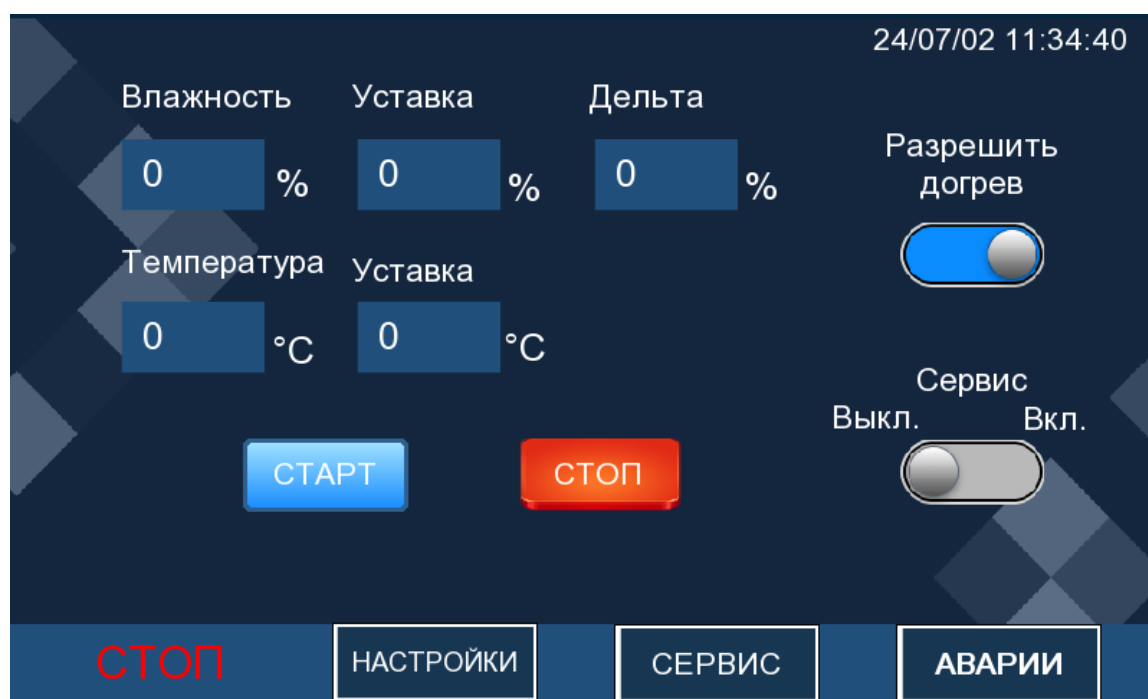 24/07/02 11:34:40
Влажность Уставка Дельта
0 % 0 % 0 %
Разрешить
догрев
Температура Уставка
0 °C 0 °C
Сервис
Выкл. Вкл.
СТАРТ СТОП
СТОП НАСТРОЙКИ СЕРВИС АВАРИИ